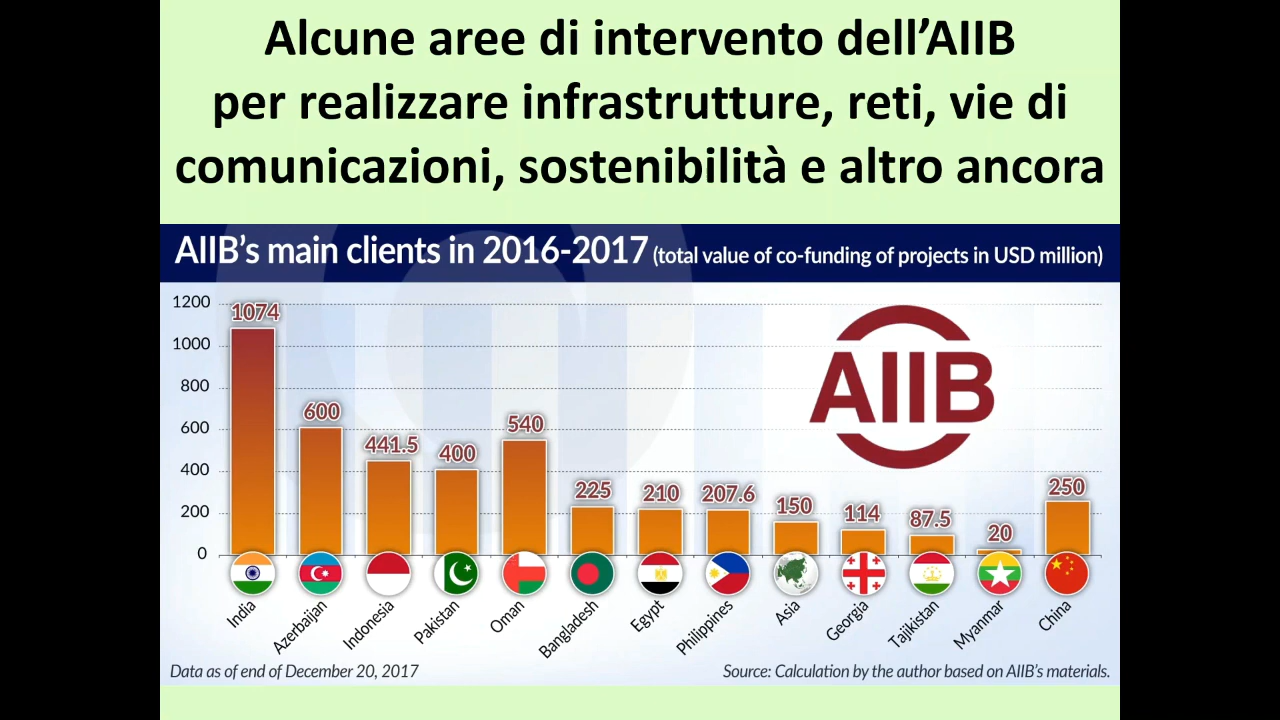 Alcune aree di intervento dell’AIIB
per realizzare infrastrutture, reti, vie di
comunicazioni, sostenibilità e altro ancora
AIIB’s main clients in 2016-2017 (total value of co-funding of projects in USD million)
1200
1000
800
600
400
200
0
1074
600
441.5
400
540
225
210
207.6
150
114
87.5
20
250
AIIB
India
Azerbaijan
Indonesia
Pakistan
Oman
Bangladesh
Egypt
Philippines
Asia
Georgia
Tajikistan
Myanmar
China
Data as of end of December 20, 2017
Source: Calculation by the author based on AIIB’s materials.